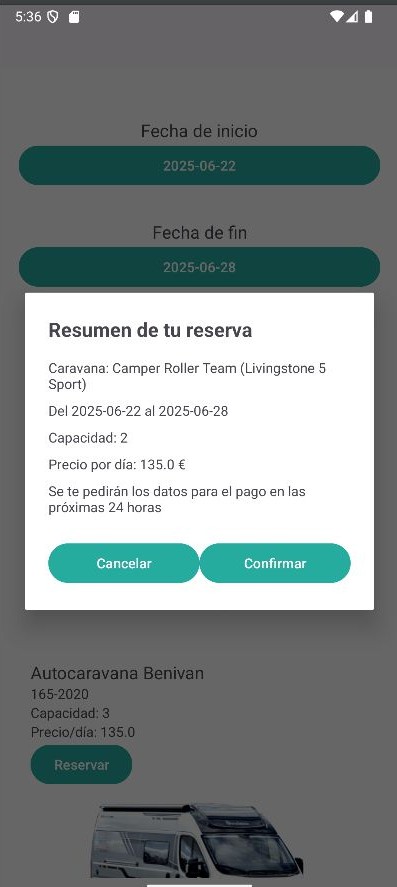 5:36
Fecha de inicio
2025-06-22
Fecha de fin
2025-06-28
Resumen de tu reserva
Caravana: Camper Roller Team (Livingstone 5
Sport)
Del 2025-06-22 al 2025-06-28
Capacidad: 2
Precio por día: 135.0 €
Se te pedirán los datos para el pago en las
próximas 24 horas
Cancelar Confirmar
Autocaravana Benivan
165-2020
Capacidad: 3
Precio/día: 135.0
Reservar